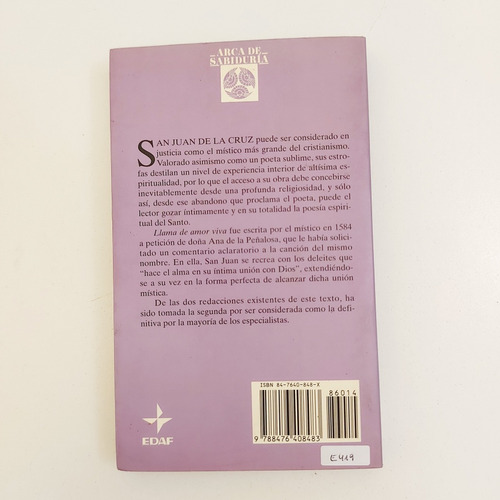 ARCA DE
SABIDURÍA
SAN JUAN DE LA CRUZ puede ser considerado en
justicia como el místico más grande del cristianismo.
Valorado asimismo como un poeta sublime, sus estro-
fas destilan un nivel de experiencia interior de altísima es-
piritualidad, por lo que el acceso a su obra debe concebirse
inevitablemente desde una profunda religiosidad, y sólo
así, desde ese abandono que proclama el poeta, puede el
lector gozar íntimamente y en su totalidad la poesía espiri-
tual del Santo.
Llama de amor viva fue escrita por el místico en 1584
a petición de doña Ana de la Peñalosa, que le había solici-
tado un comentario aclaratorio a la canción del mismo
nombre. En ella, San Juan se recrea con los deleites que
"hace el alma en su íntima unión con Dios", extendiéndo-
se a su vez en la forma perfecta de alcanzar dicha unión
mística.
De las dos redacciones existentes de este texto, ha
sido tomada la segunda por ser considerada como la defi-
nitiva por la mayoría de los especialistas.
ISBN 84-7640-848-X
86014
9 788476 408483
EDAF
E419